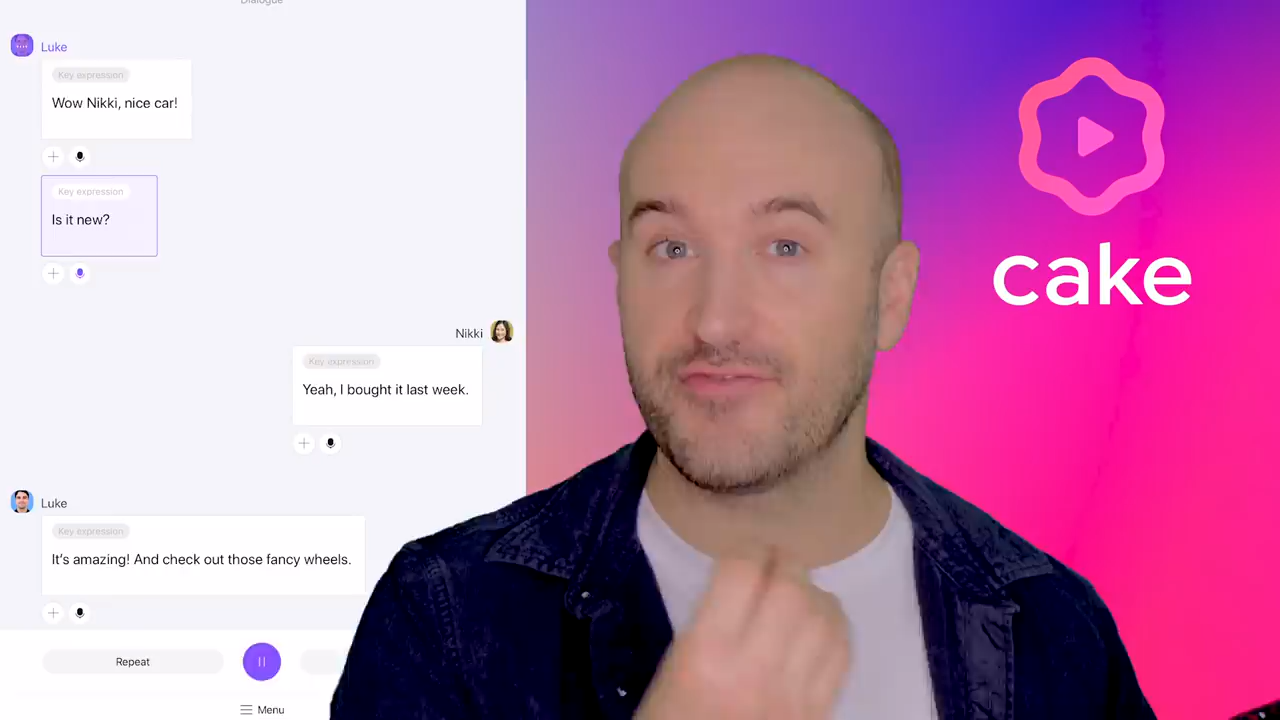 Dialogue
Luke
Key expression
Wow Nikki, nice car!
Key expression
Is it new?
Nikki
Key expression
Yeah, I bought it last week.
Luke
Key expression
It's amazing! And check out those fancy wheels.
Repeat
Menu
cake